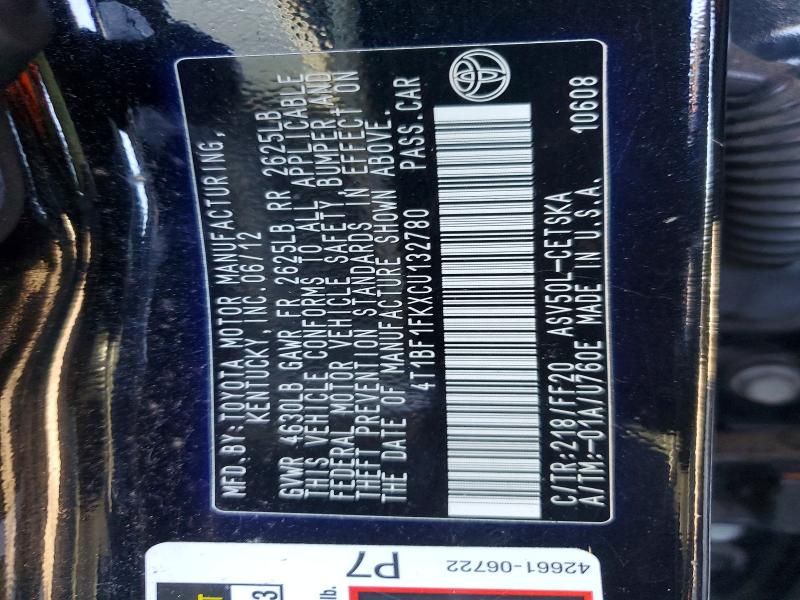 MFD.BY: TOYOTA MOTOR MANUFACTURING,
KENTUCKY, INC. 06/12
GVWR 4630LB GAWR FR 2625LB RR 2625LB
THIS VEHICLE CONFORMS TO ALL APPLICABLE
FEDERAL MOTOR VEHICLE SAFETY BUMPER,AND
THEFT PREVENTION STANDARDS IN EFFECT ON
THE DATE OF MANUFACTURE SHOWN ABOVE.
4T1BF1FKXCU132780 PASS.CAR
C/TR:218/FF20 ASV50L-CETSKA
A/TM:-01A/U760E MADE IN U.S.A. 10608
P7
42661-06722
3
lb.